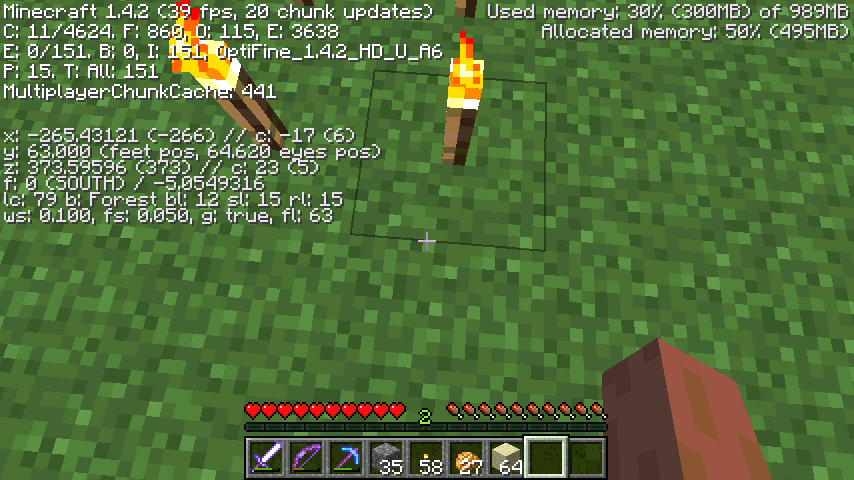 Minecraft 1.4.2 (39 fps, 20 chunk updates)
Used memory: 30% (300MB) of 989MB
C: 11/4624, F: 860, O: 115, E: 3638
Allocated memory: 50% (495MB)
E: 0/151. B: 0, I: 151, OptiFine_1.4.2_HD_U_A6
P: 15. T: All: 151
MultiplayerChunkCache: 441
x: -265.43121 (-266) // c: -17 (6)
y: 63.000 (feet pos, 64.620 eyes pos)
z: 373.59596 (373) // c: 23 (5)
f: 0 (SOUTH) / -5.0549316
lc: 79 b: Forest bl: 12 sl: 15 rl: 15
ws: 0.100, fs: 0.050, g: true, fl: 63
2
35 58 27 64